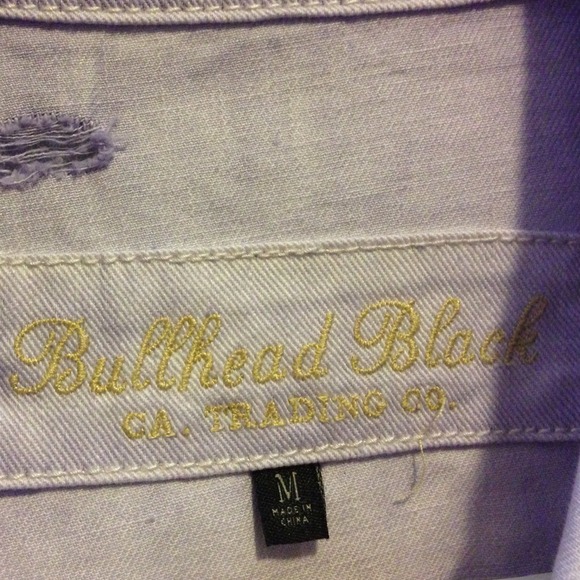 Bullhead Black
CA. TRADING CO.
M
MADE IN
CHINA